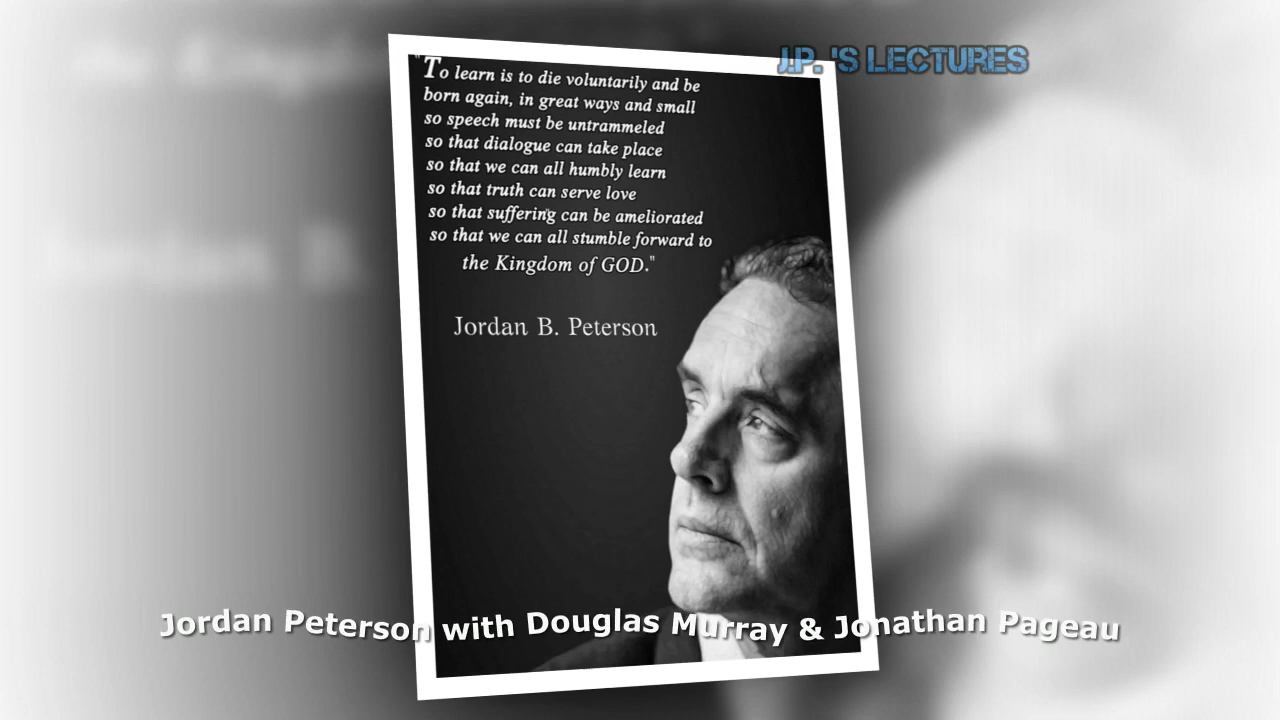 J.P. 'S LECTURES
"To learn is to die voluntarily and be
born again, in great ways and small
so speech must be untrammeled
so that dialogue can take place
so that we can all humbly learn
so that truth can serve love
so that suffering can be ameliorated
so that we can all stumble forward to
the Kingdom of GOD."
Jordan B. Peterson
Jordan Peterson with Douglas Murray & Jonathan Pageau